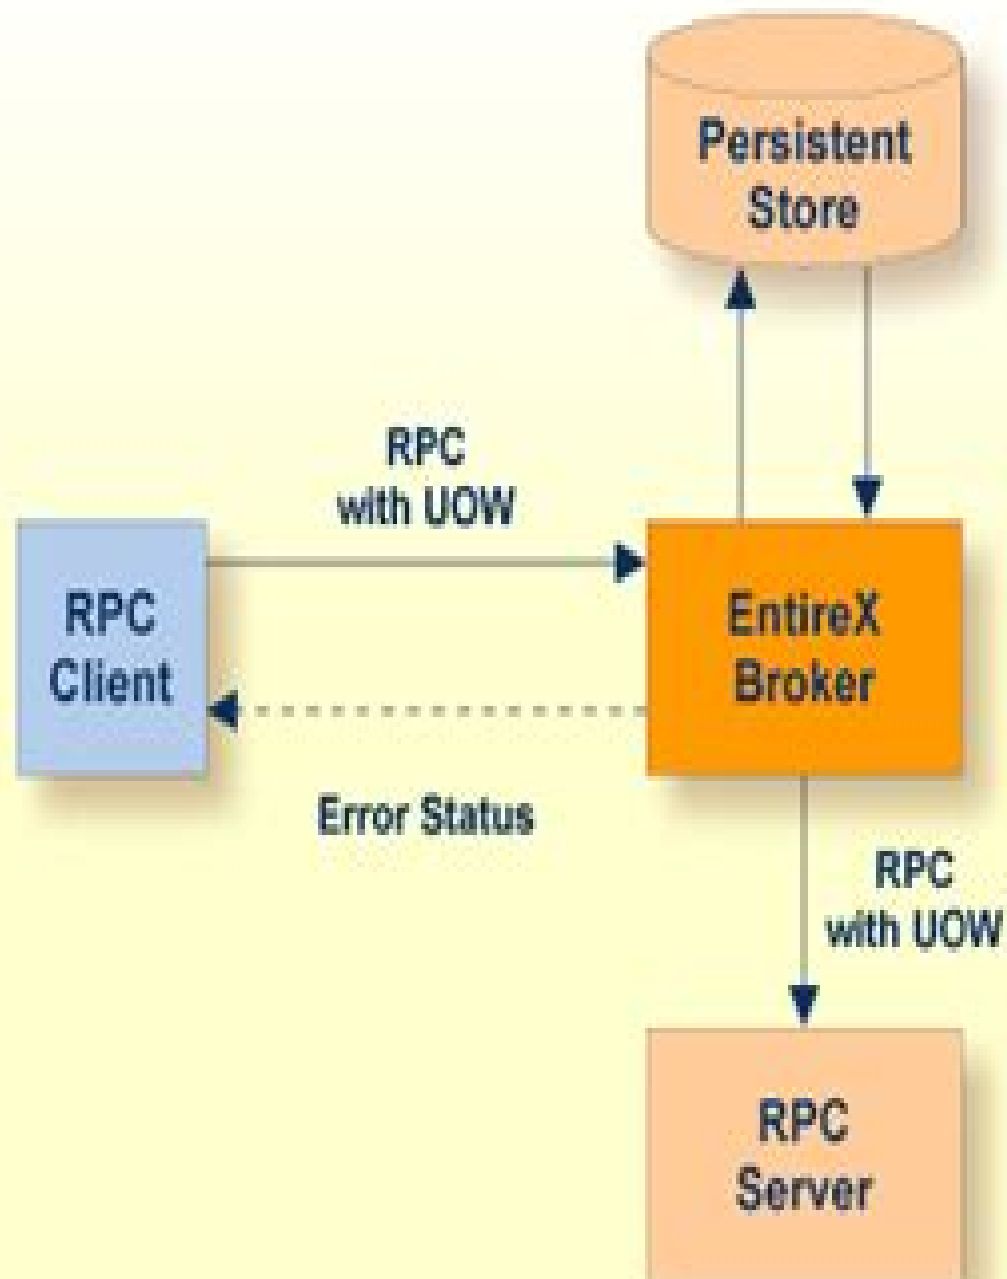 Persistent
Store
RPC
with UOW
RPC
Client
EntireX
Broker
Error Status
RPC
with UOW
RPC
Server